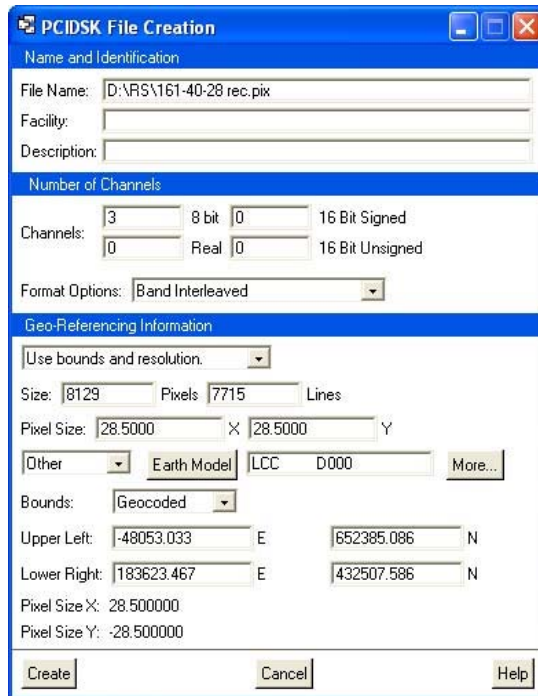 PCIDSK File Creation
Name and Identification
File Name: D:\RS\161-40-28 rec.pix
Facility:
Description:
Number of Channels
Channels: 3 8 bit 0 16 Bit Signed
0 Real 0 16 Bit Unsigned
Format Options: Band Interleaved
Geo-Referencing Information
Use bounds and resolution.
Size: 8129 Pixels 7715 Lines
Pixel Size: 28.5000 X 28.5000 Y
Other Earth Model LCC D000 More...
Bounds: Geocoded
Upper Left: -48053.033 E 652385.086 N
Lower Right: 183623.467 E 432507.586 N
Pixel Size X: 28.500000
Pixel Size Y: -28.500000
Create Cancel Help